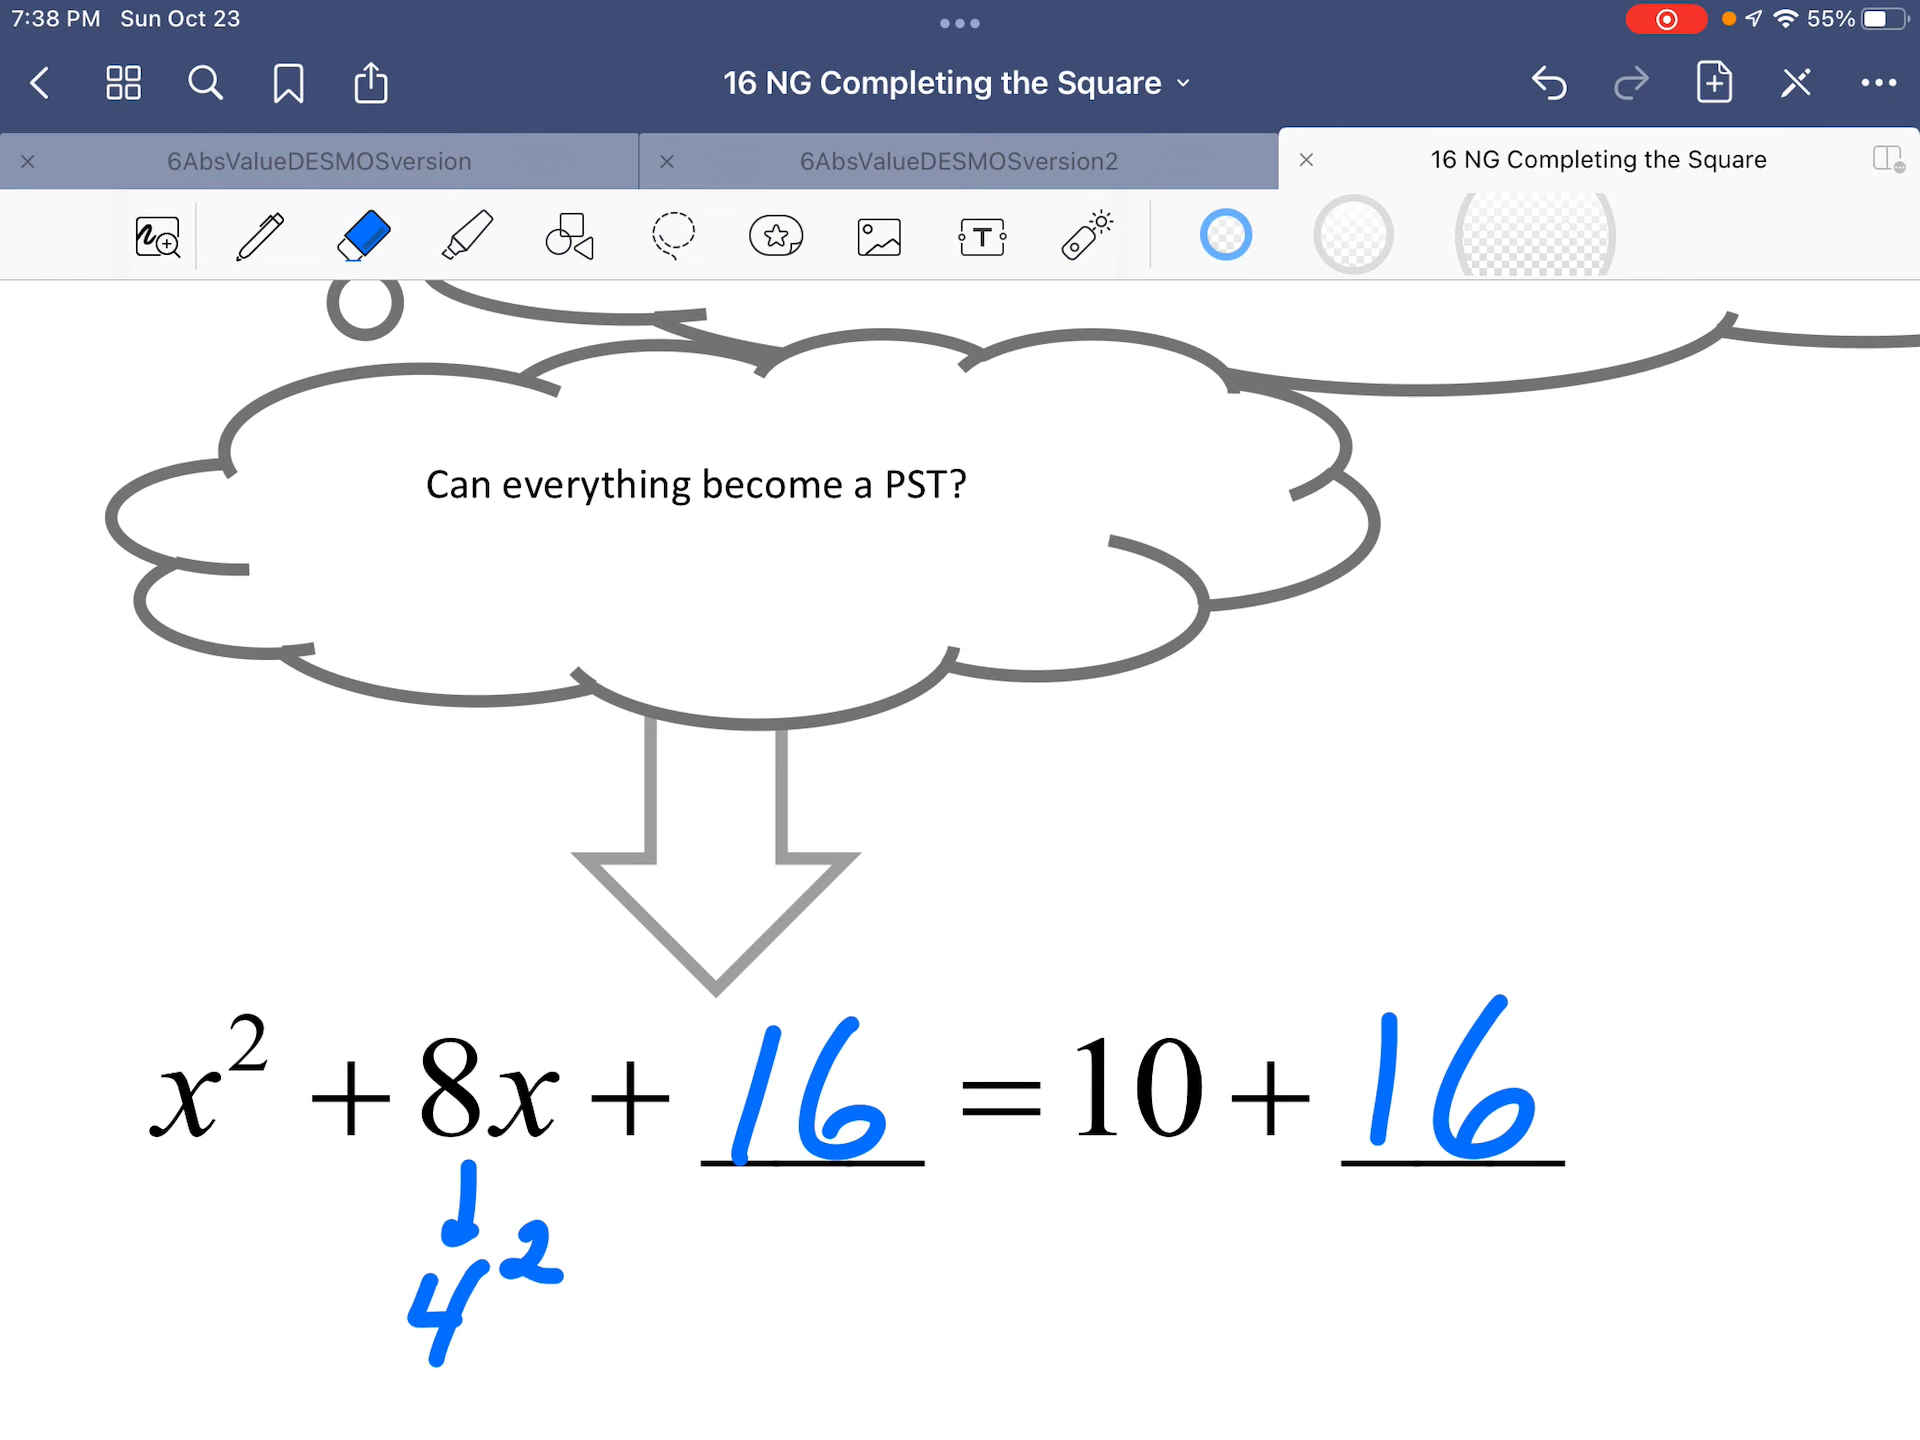 7:38 PM Sun Oct 23
55%
16 NG Completing the Square
6AbsValueDESMOSversion
6AbsValueDESMOSversion2
16 NG Completing the Square
T
Can everything become a PST?
x² + 8x + 16 = 10 + 16
4²